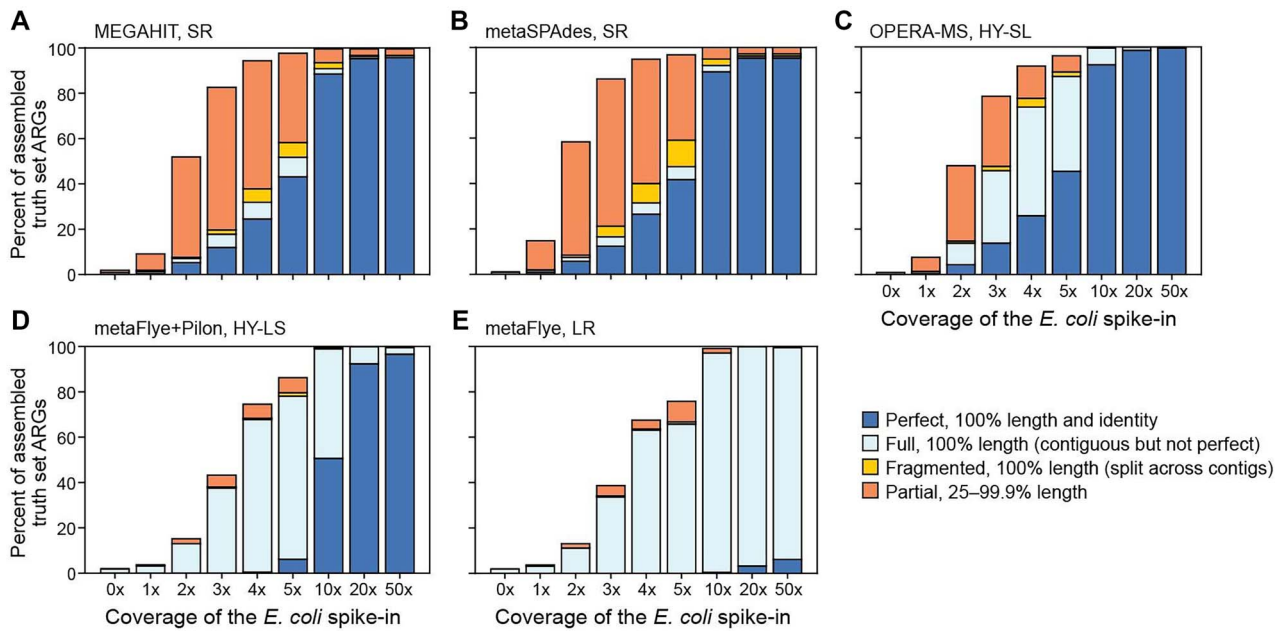 A
MEGAHIT, SR
Percent of assembled
truth set ARGs
100
80
60
40
20
0
B
metaSPAdes, SR
C
OPERA-MS, HY-SL
0x 1x 2x 3x 4x 5x 10x 20x 50x
Coverage of the E. coli spike-in
D
metaFlye+Pilon, HY-LS
Percent of assembled
truth set ARGs
100
80
60
40
20
0
0x 1x 2x 3x 4x 5x 10x 20x 50x
Coverage of the E. coli spike-in
E
metaFlye, LR
0x 1x 2x 3x 4x 5x 10x 20x 50x
Coverage of the E. coli spike-in
Perfect, 100% length and identity
Full, 100% length (contiguous but not perfect)
Fragmented, 100% length (split across contigs)
Partial, 25–99.9% length